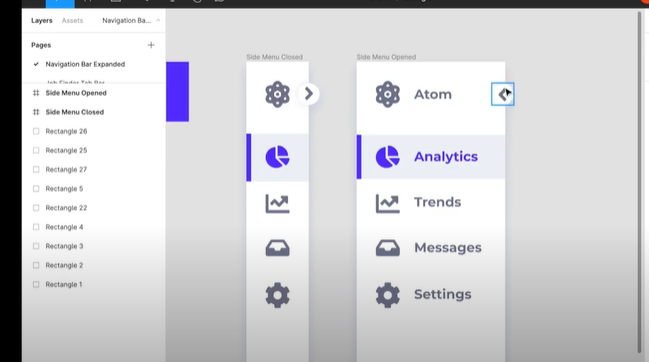 Layers Assets Navigation Ba...
Pages
Navigation Bar Expanded
Job Finder Tab Bar
Side Menu Opened
Side Menu Closed
Rectangle 26
Rectangle 25
Rectangle 27
Rectangle 5
Rectangle 22
Rectangle 4
Rectangle 3
Rectangle 2
Rectangle 1
Side Menu Closed
Side Menu Opened
Atom
Analytics
Trends
Messages
Settings